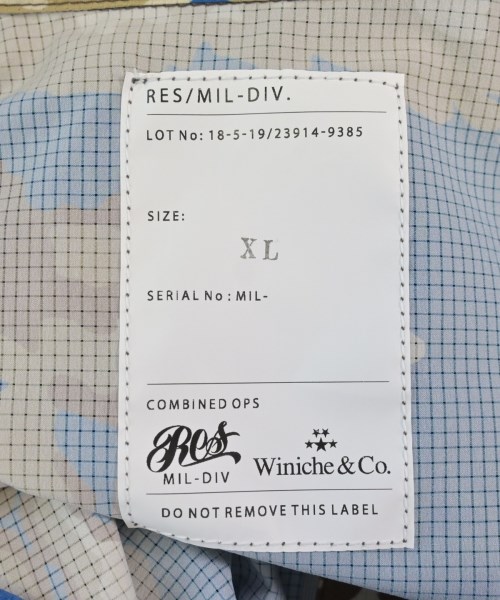 RES/MIL-DIV.
LOT No: 18-5-19/23914-9385
SIZE:
XL
SERIAL No : MIL-
COMBINED OPS
Res
MIL-DIV
Winiche & Co.
DO NOT REMOVE THIS LABEL